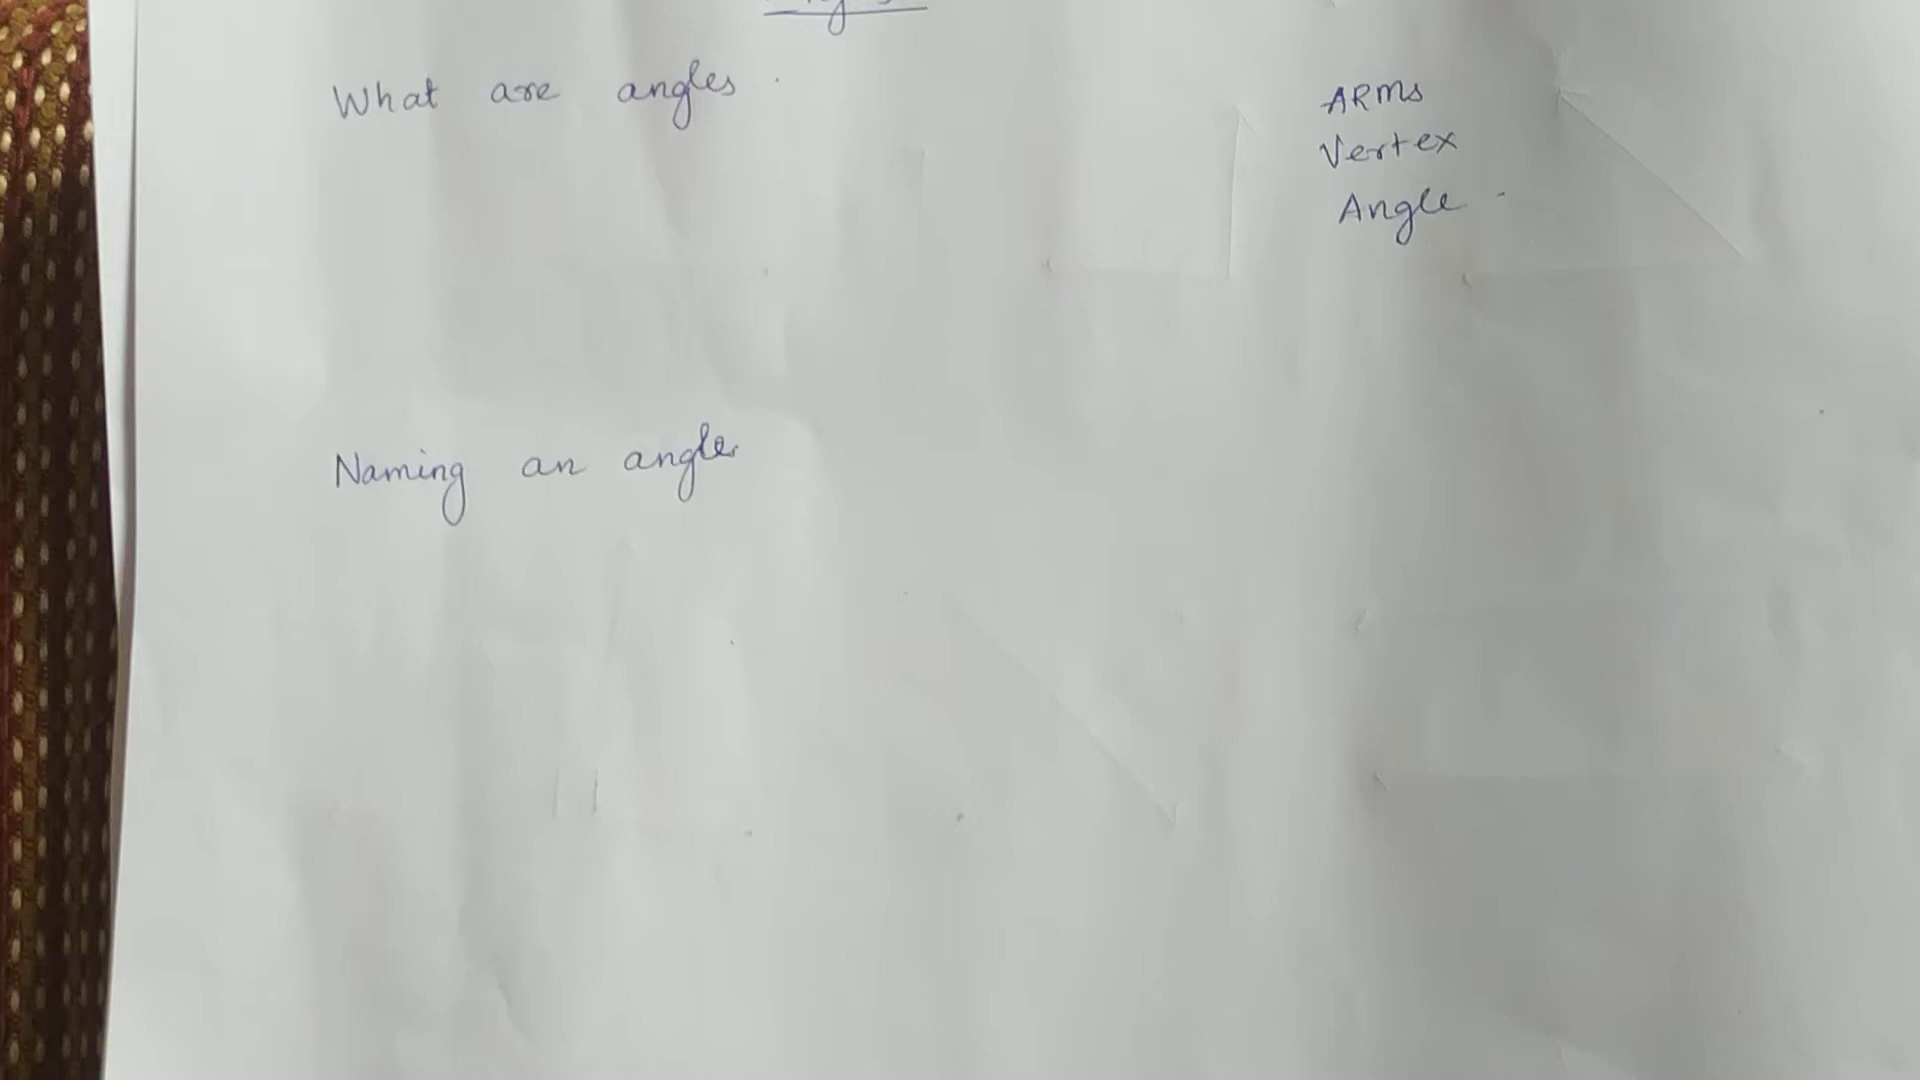 What are angles.
ARMs
Vertex
Angle -
Naming an angle